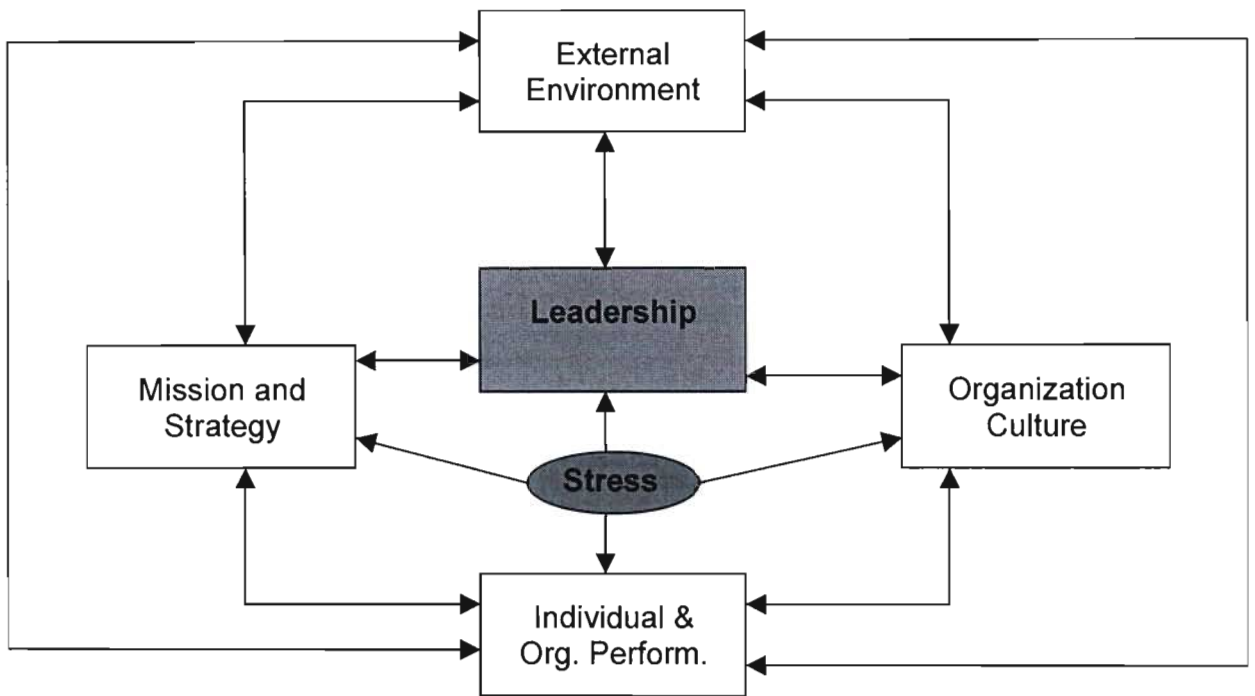 External
Environment
Leadership
Mission and
Strategy
Organization
Culture
Stress
Individual &
Org. Perform.